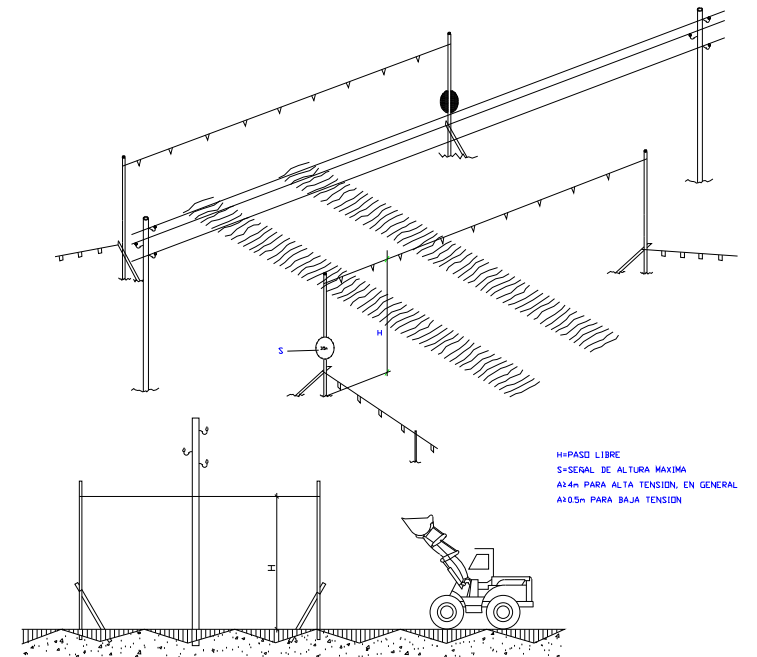 S
H
H=PASO LIBRE
S=SEÑAL DE ALTURA MAXIMA
A≥4m PARA ALTA TENSION, EN GENERAL
A≥0.5m PARA BAJA TENSION
H